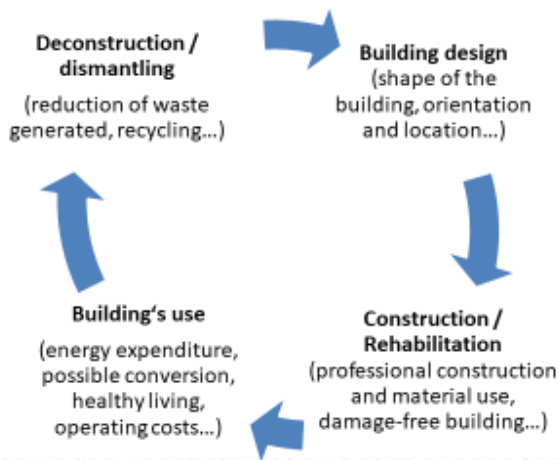 Deconstruction /
dismantling
(reduction of waste
generated, recycling...)
Building design
(shape of the
building, orientation
and location...)
Construction /
Rehabilitation
(professional construction
and material use,
damage-free building...)
Building‘s use
(energy expenditure,
possible conversion,
healthy living,
operating costs...)